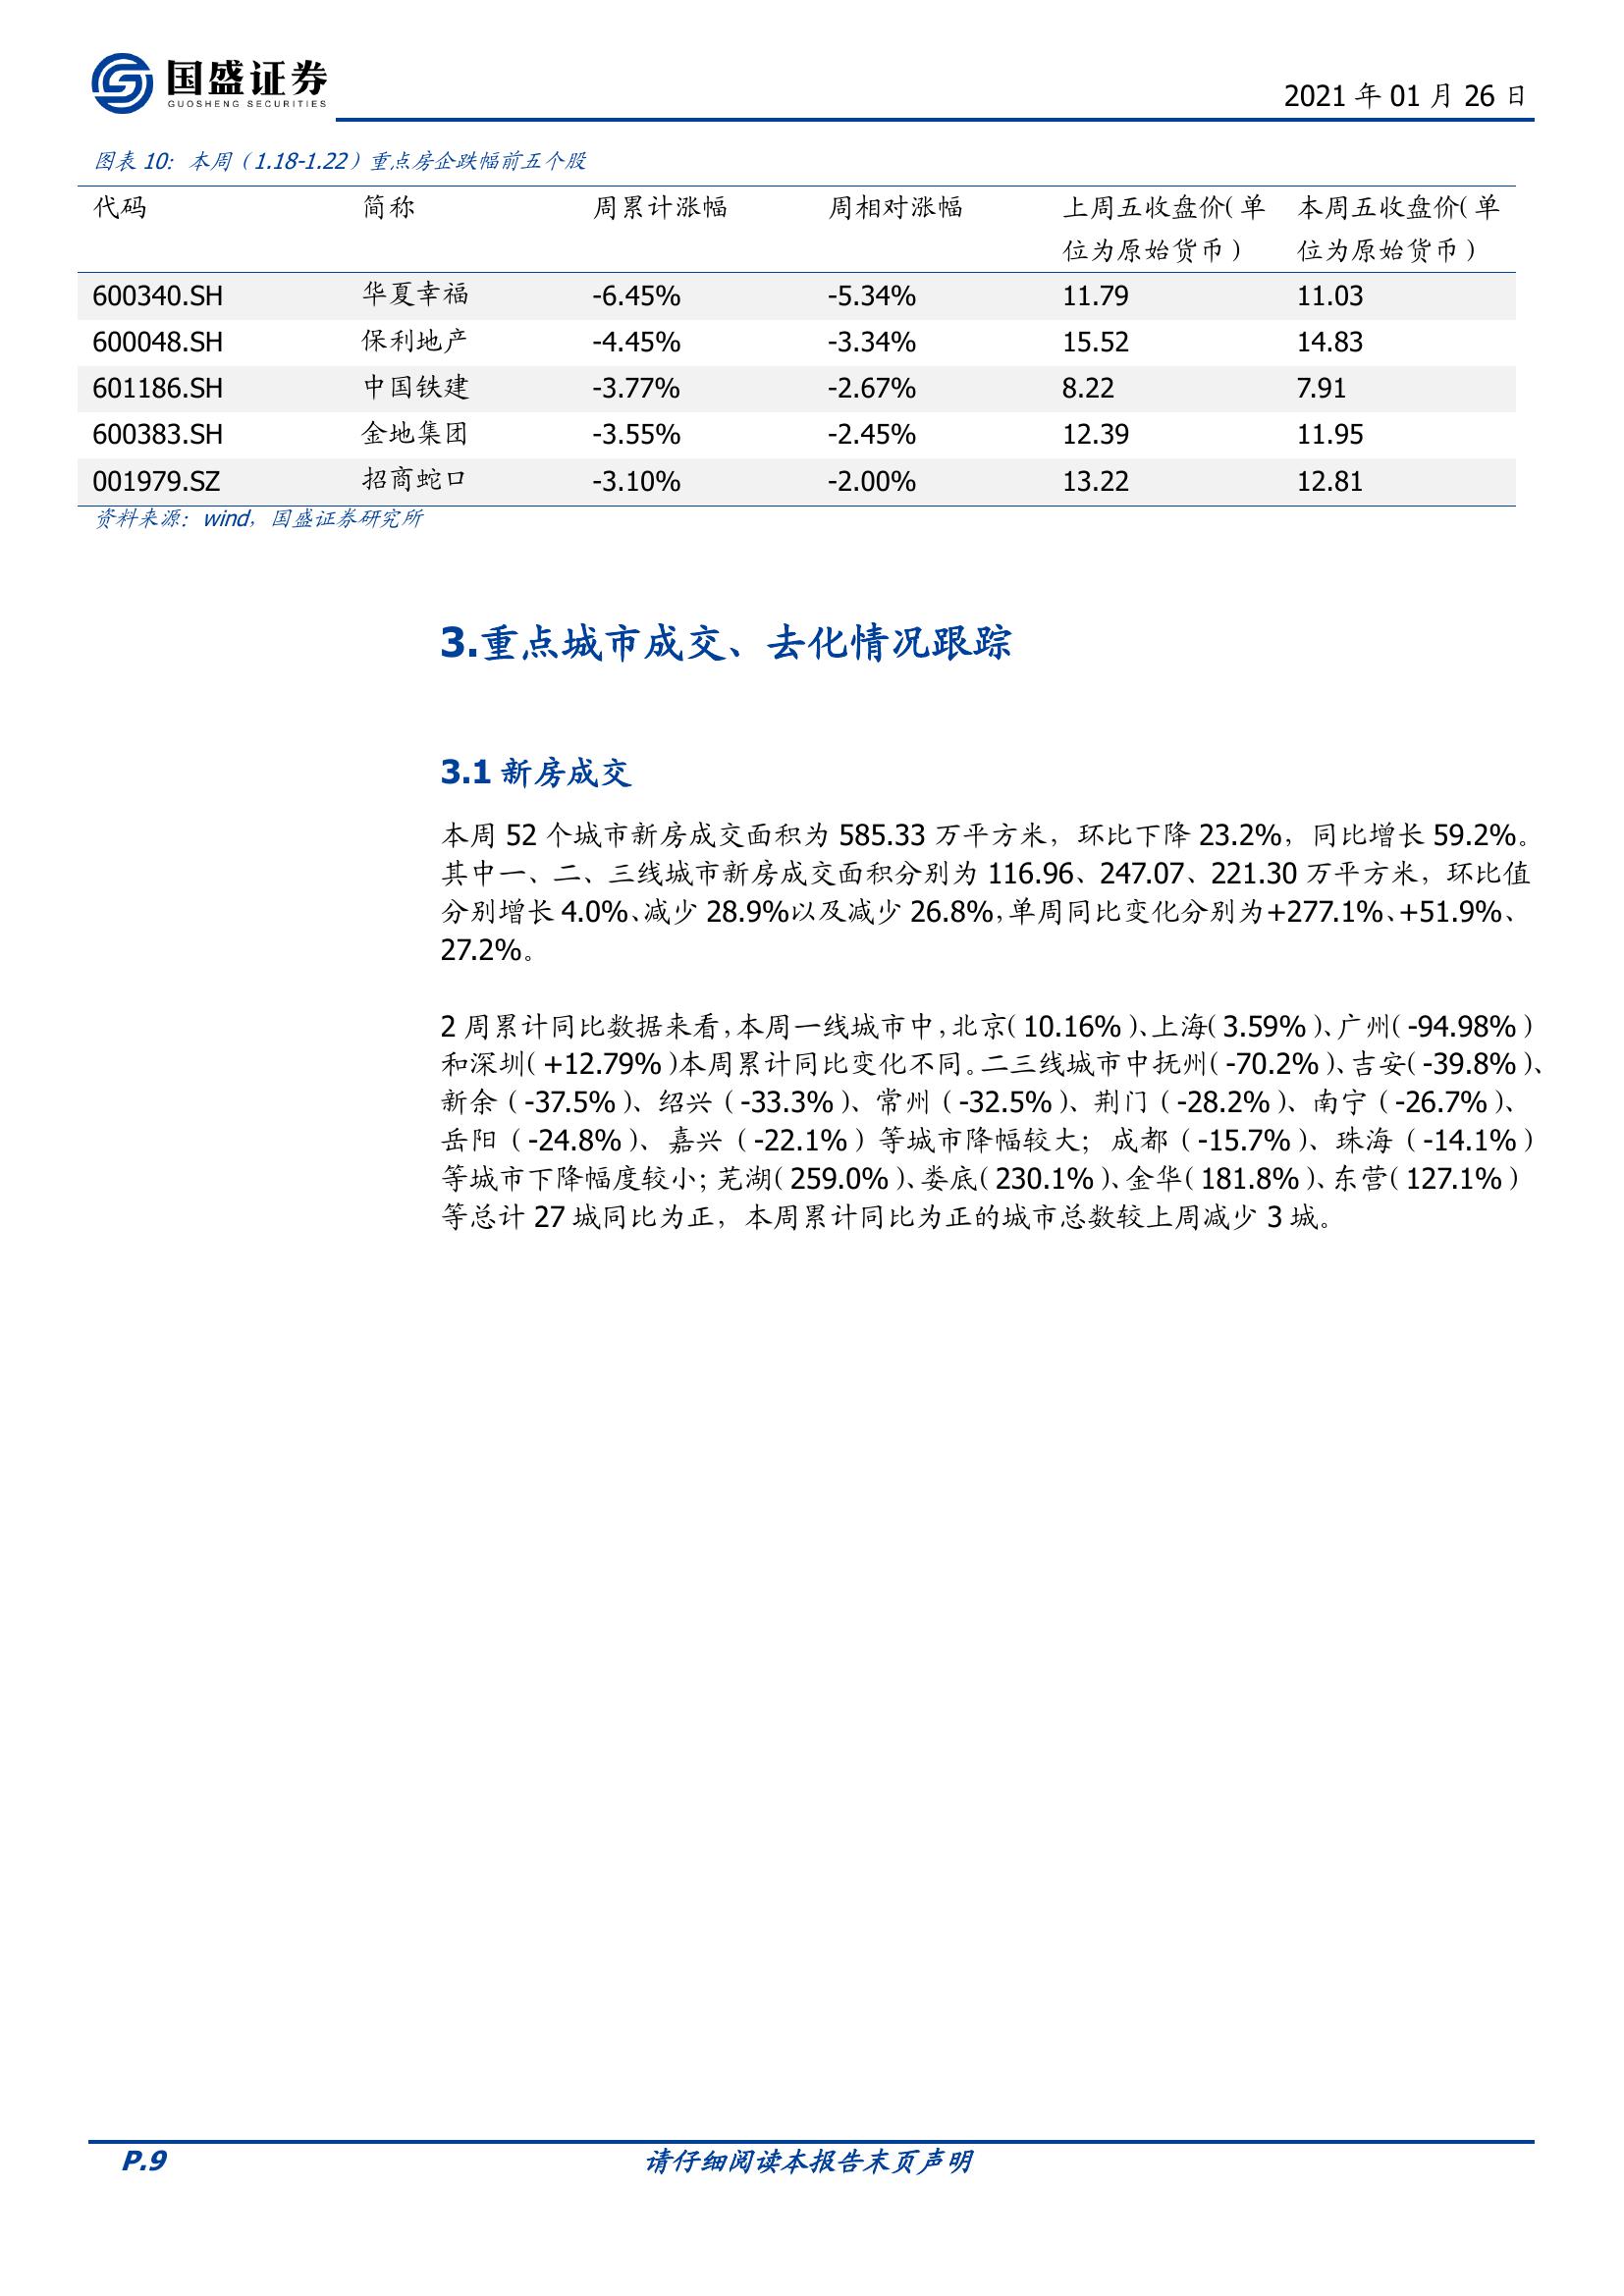 国盛证券
GUOSHENG SECURITIES
2021 年 01 月 26 日
图表 10：本周（1.18-1.22）重点房企跌幅前五个股
代码 简称 周累计涨幅 周相对涨幅 上周五收盘价（单位为原始货币） 本周五收盘价（单位为原始货币）
600340.SH 华夏幸福 -6.45% -5.34% 11.79 11.03
600048.SH 保利地产 -4.45% -3.34% 15.52 14.83
601186.SH 中国铁建 -3.77% -2.67% 8.22 7.91
600383.SH 金地集团 -3.55% -2.45% 12.39 11.95
001979.SZ 招商蛇口 -3.10% -2.00% 13.22 12.81
资料来源：wind，国盛证券研究所
3.重点城市成交、去化情况跟踪
3.1 新房成交
本周 52 个城市新房成交面积为 585.33 万平方米，环比下降 23.2%，同比增长 59.2%。
其中一、二、三线城市新房成交面积分别为 116.96、247.07、221.30 万平方米，环比值
分别增长 4.0%、减少 28.9%以及减少 26.8%，单周同比变化分别为+277.1%、+51.9%、
27.2%。
2 周累计同比数据来看，本周一线城市中，北京（10.16%）、上海（3.59%）、广州（-94.98%）
和深圳（+12.79%）本周累计同比变化不同。二三线城市中抚州（-70.2%）、吉安（-39.8%）、
新余（-37.5%）、绍兴（-33.3%）、常州（-32.5%）、荆门（-28.2%）、南宁（-26.7%）、
岳阳（-24.8%）、嘉兴（-22.1%）等城市降幅较大；成都（-15.7%）、珠海（-14.1%）
等城市下降幅度较小；芜湖（259.0%）、娄底（230.1%）、金华（181.8%）、东营（127.1%）
等总计 27 城同比为正，本周累计同比为正的城市总数较上周减少 3 城。
P.9
请仔细阅读本报告末页声明